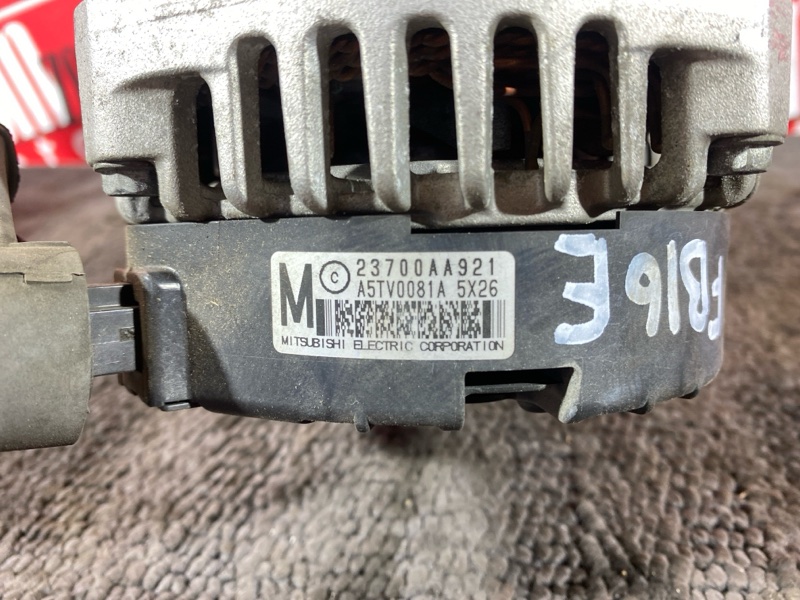 M © 23700AA921
A5TV0081A 5X26
MITSUBISHI ELECTRIC CORPORATION
FB16E